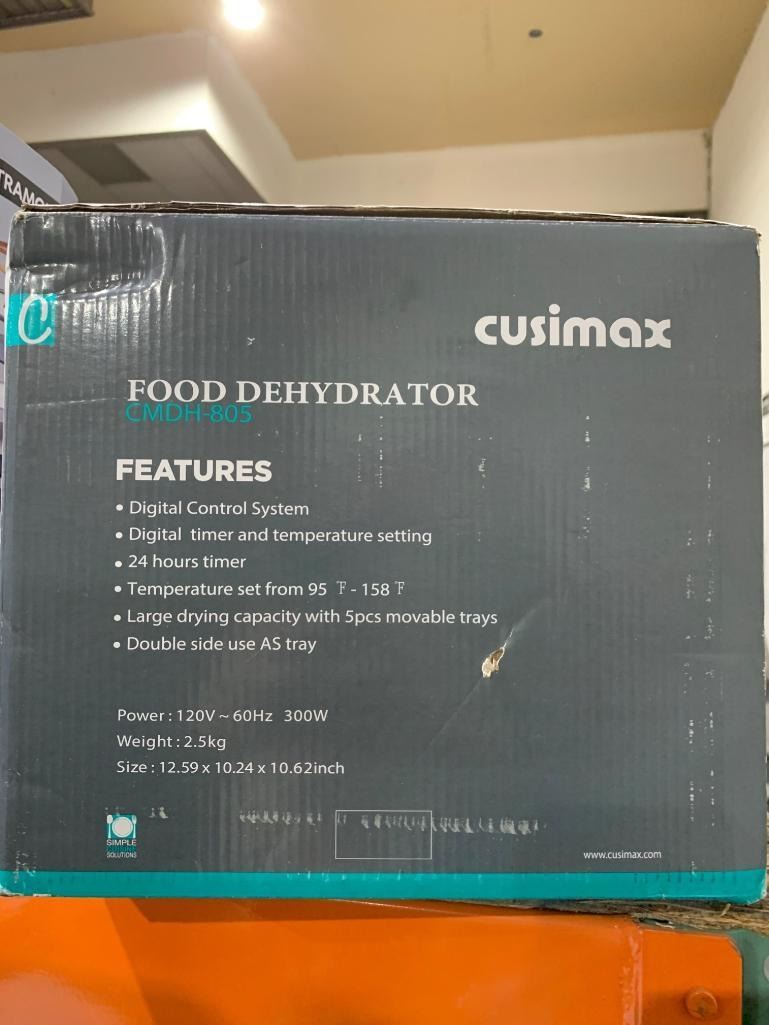 C
cusimax
FOOD DEHYDRATOR
CMDH-805
FEATURES
• Digital Control System
• Digital timer and temperature setting
• 24 hours timer
• Temperature set from 95 ℉ - 158 ℉
• Large drying capacity with 5pcs movable trays
• Double side use AS tray
Power : 120V ~ 60Hz 300W
Weight : 2.5kg
Size : 12.59 x 10.24 x 10.62inch
SIMPLE
SOLUTIONS
www.cusimax.com